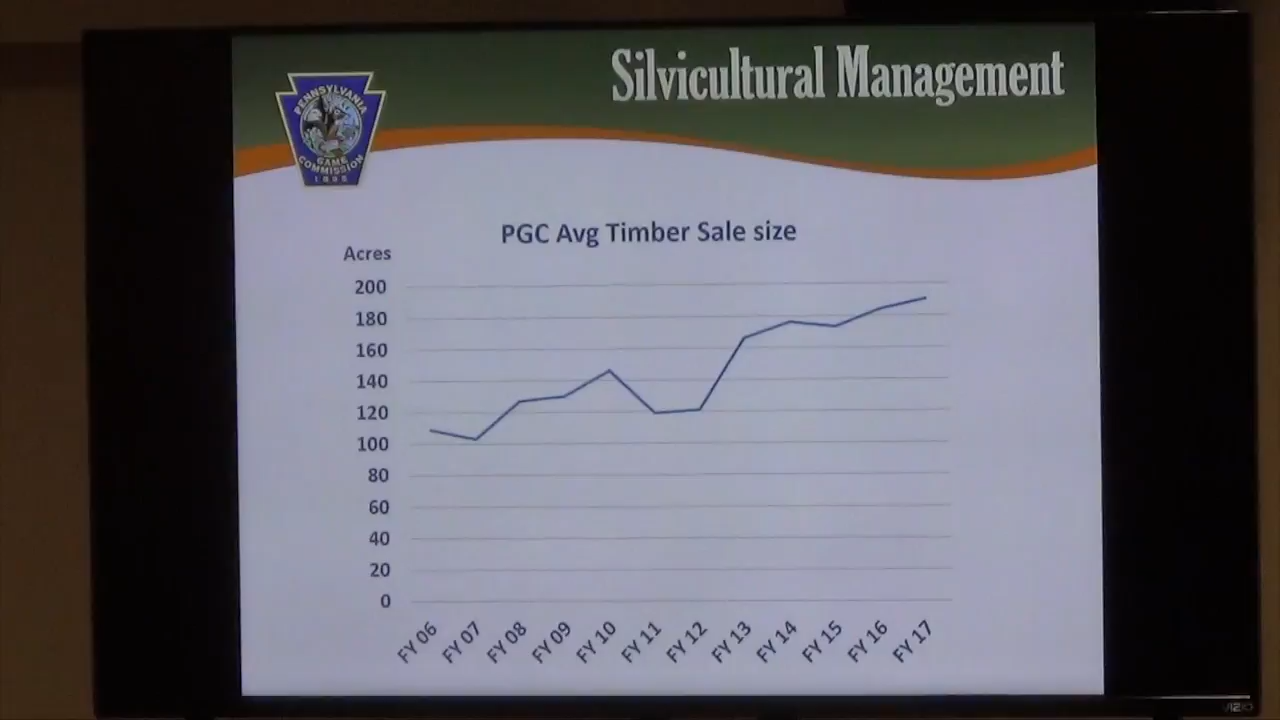 Silvicultural Management
PENNSYLVANIA
GAME
COMMISSION
1895
PGC Avg Timber Sale size
Acres
200
180
160
140
120
100
80
60
40
20
0
FY 06
FY 07
FY 08
FY 09
FY 10
FY 11
FY 12
FY 13
FY 14
FY 15
FY 16
FY 17
VIZIO